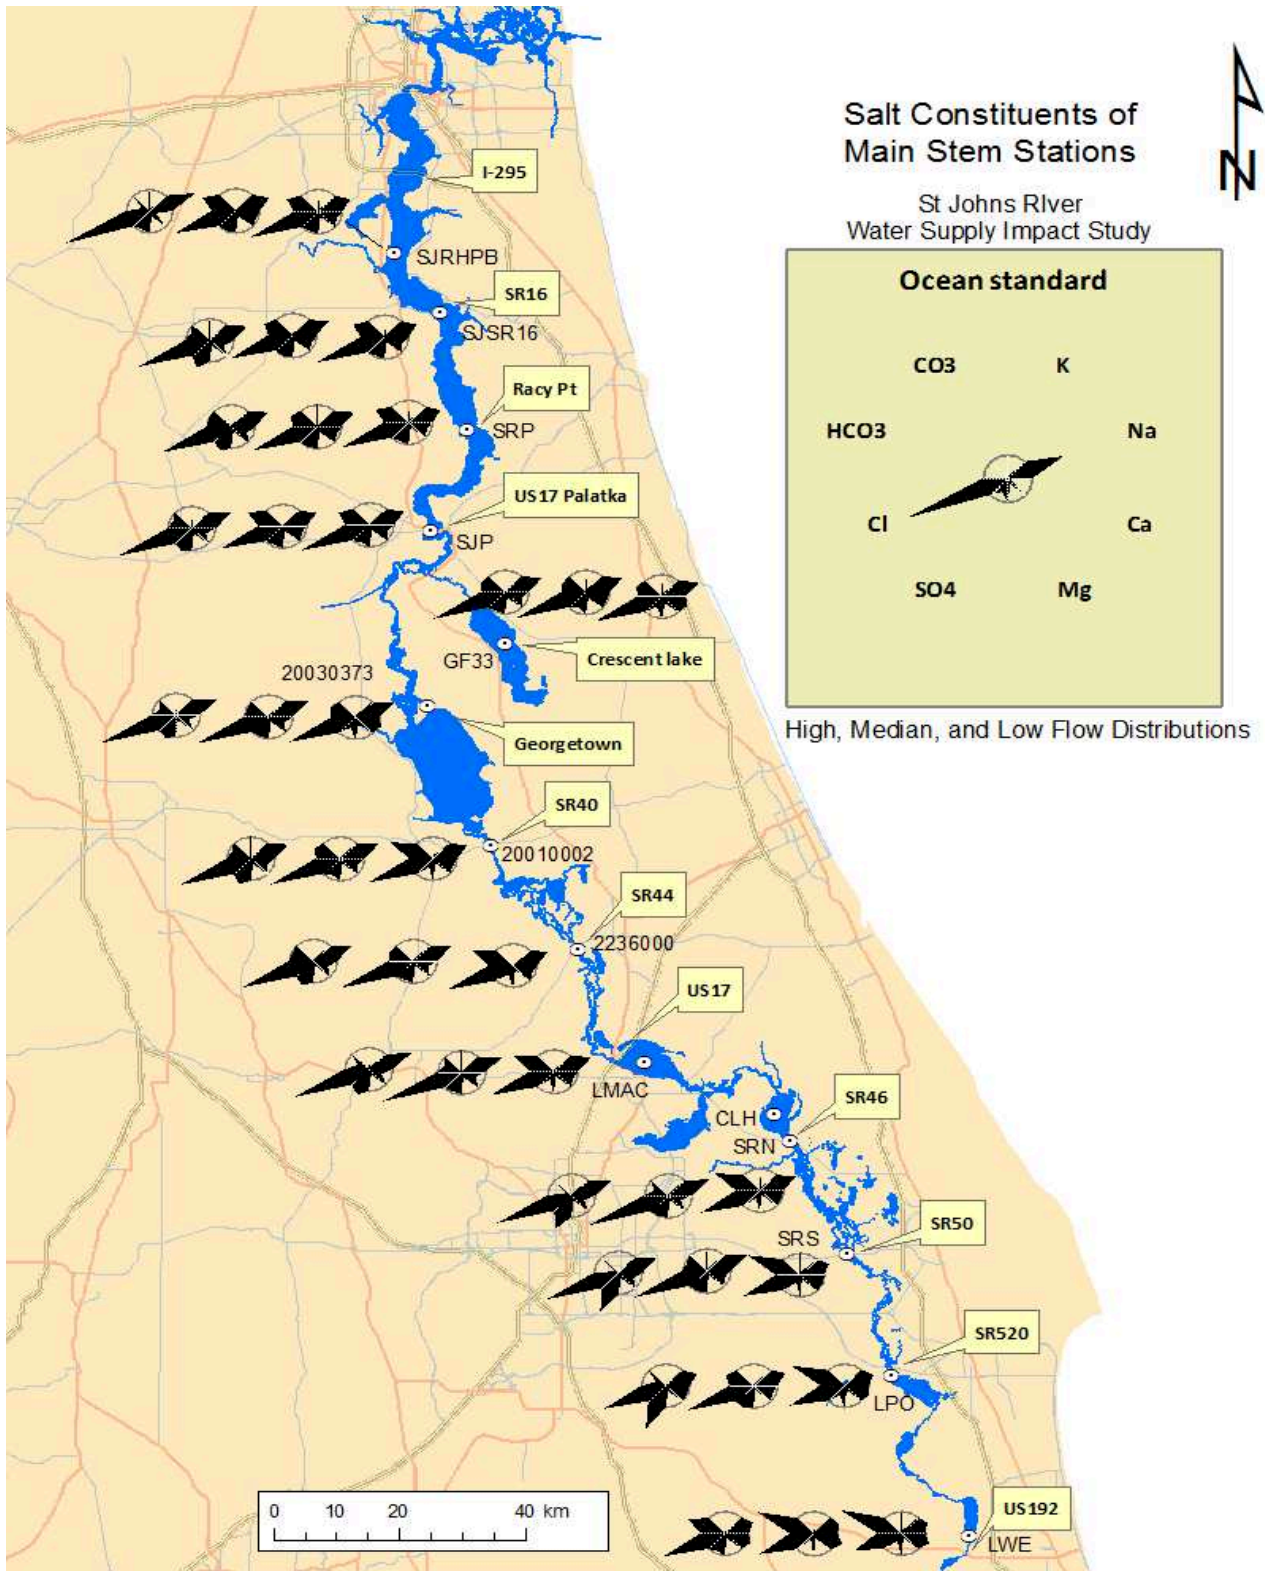 Salt Constituents of
Main Stem Stations
N
St Johns RIver
Water Supply Impact Study
Ocean standard
CO3 K
HCO3 Na
Cl Ca
SO4 Mg
High, Median, and Low Flow Distributions
I-295
SJRHPB
SR16
SJSR16
Racy Pt
SRP
US17 Palatka
SJP
GF33
Crescent lake
20030373
Georgetown
SR40
20010002
SR44
2236000
US17
LMAC
CLH
SR46
SRN
SRS
SR50
SR520
LPO
US192
LWE
0 10 20 40 km